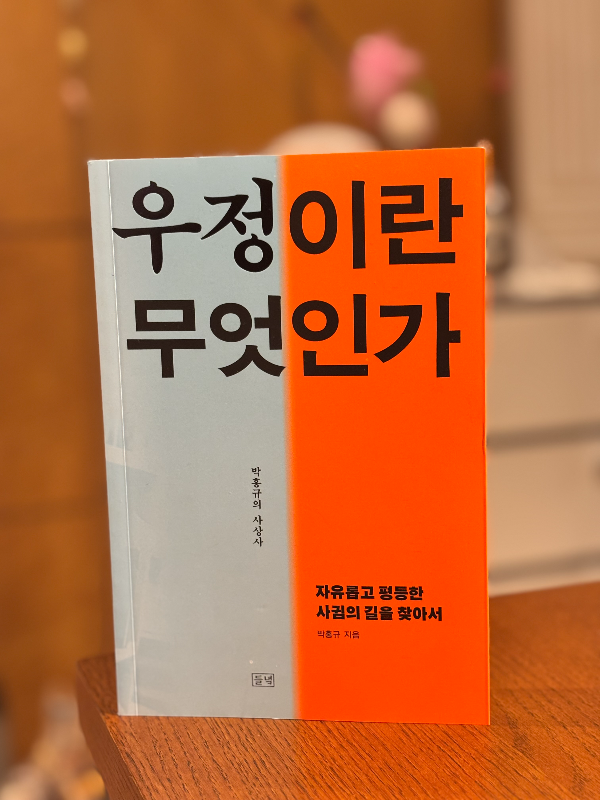 우정이란
무엇인가
박홍규의 사상사
자유롭고 평등한
사귐의 길을 찾아서
박홍규 지음
들녘